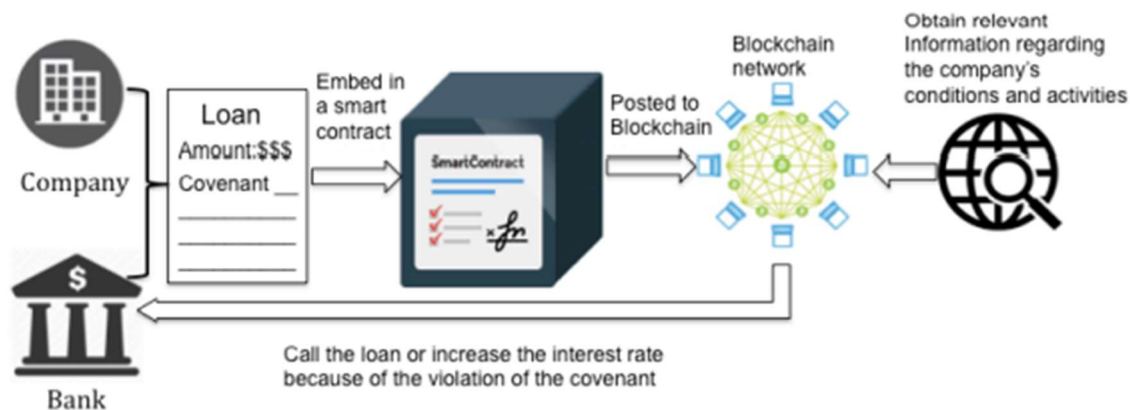 Company
$
Bank
Loan
Amount:$$$
Covenant __
Embed in
a smart
contract
SmartContract
Posted to
Blockchain
Blockchain
network
Obtain relevant
Information regarding
the company's
conditions and activities
Call the loan or increase the interest rate
because of the violation of the covenant